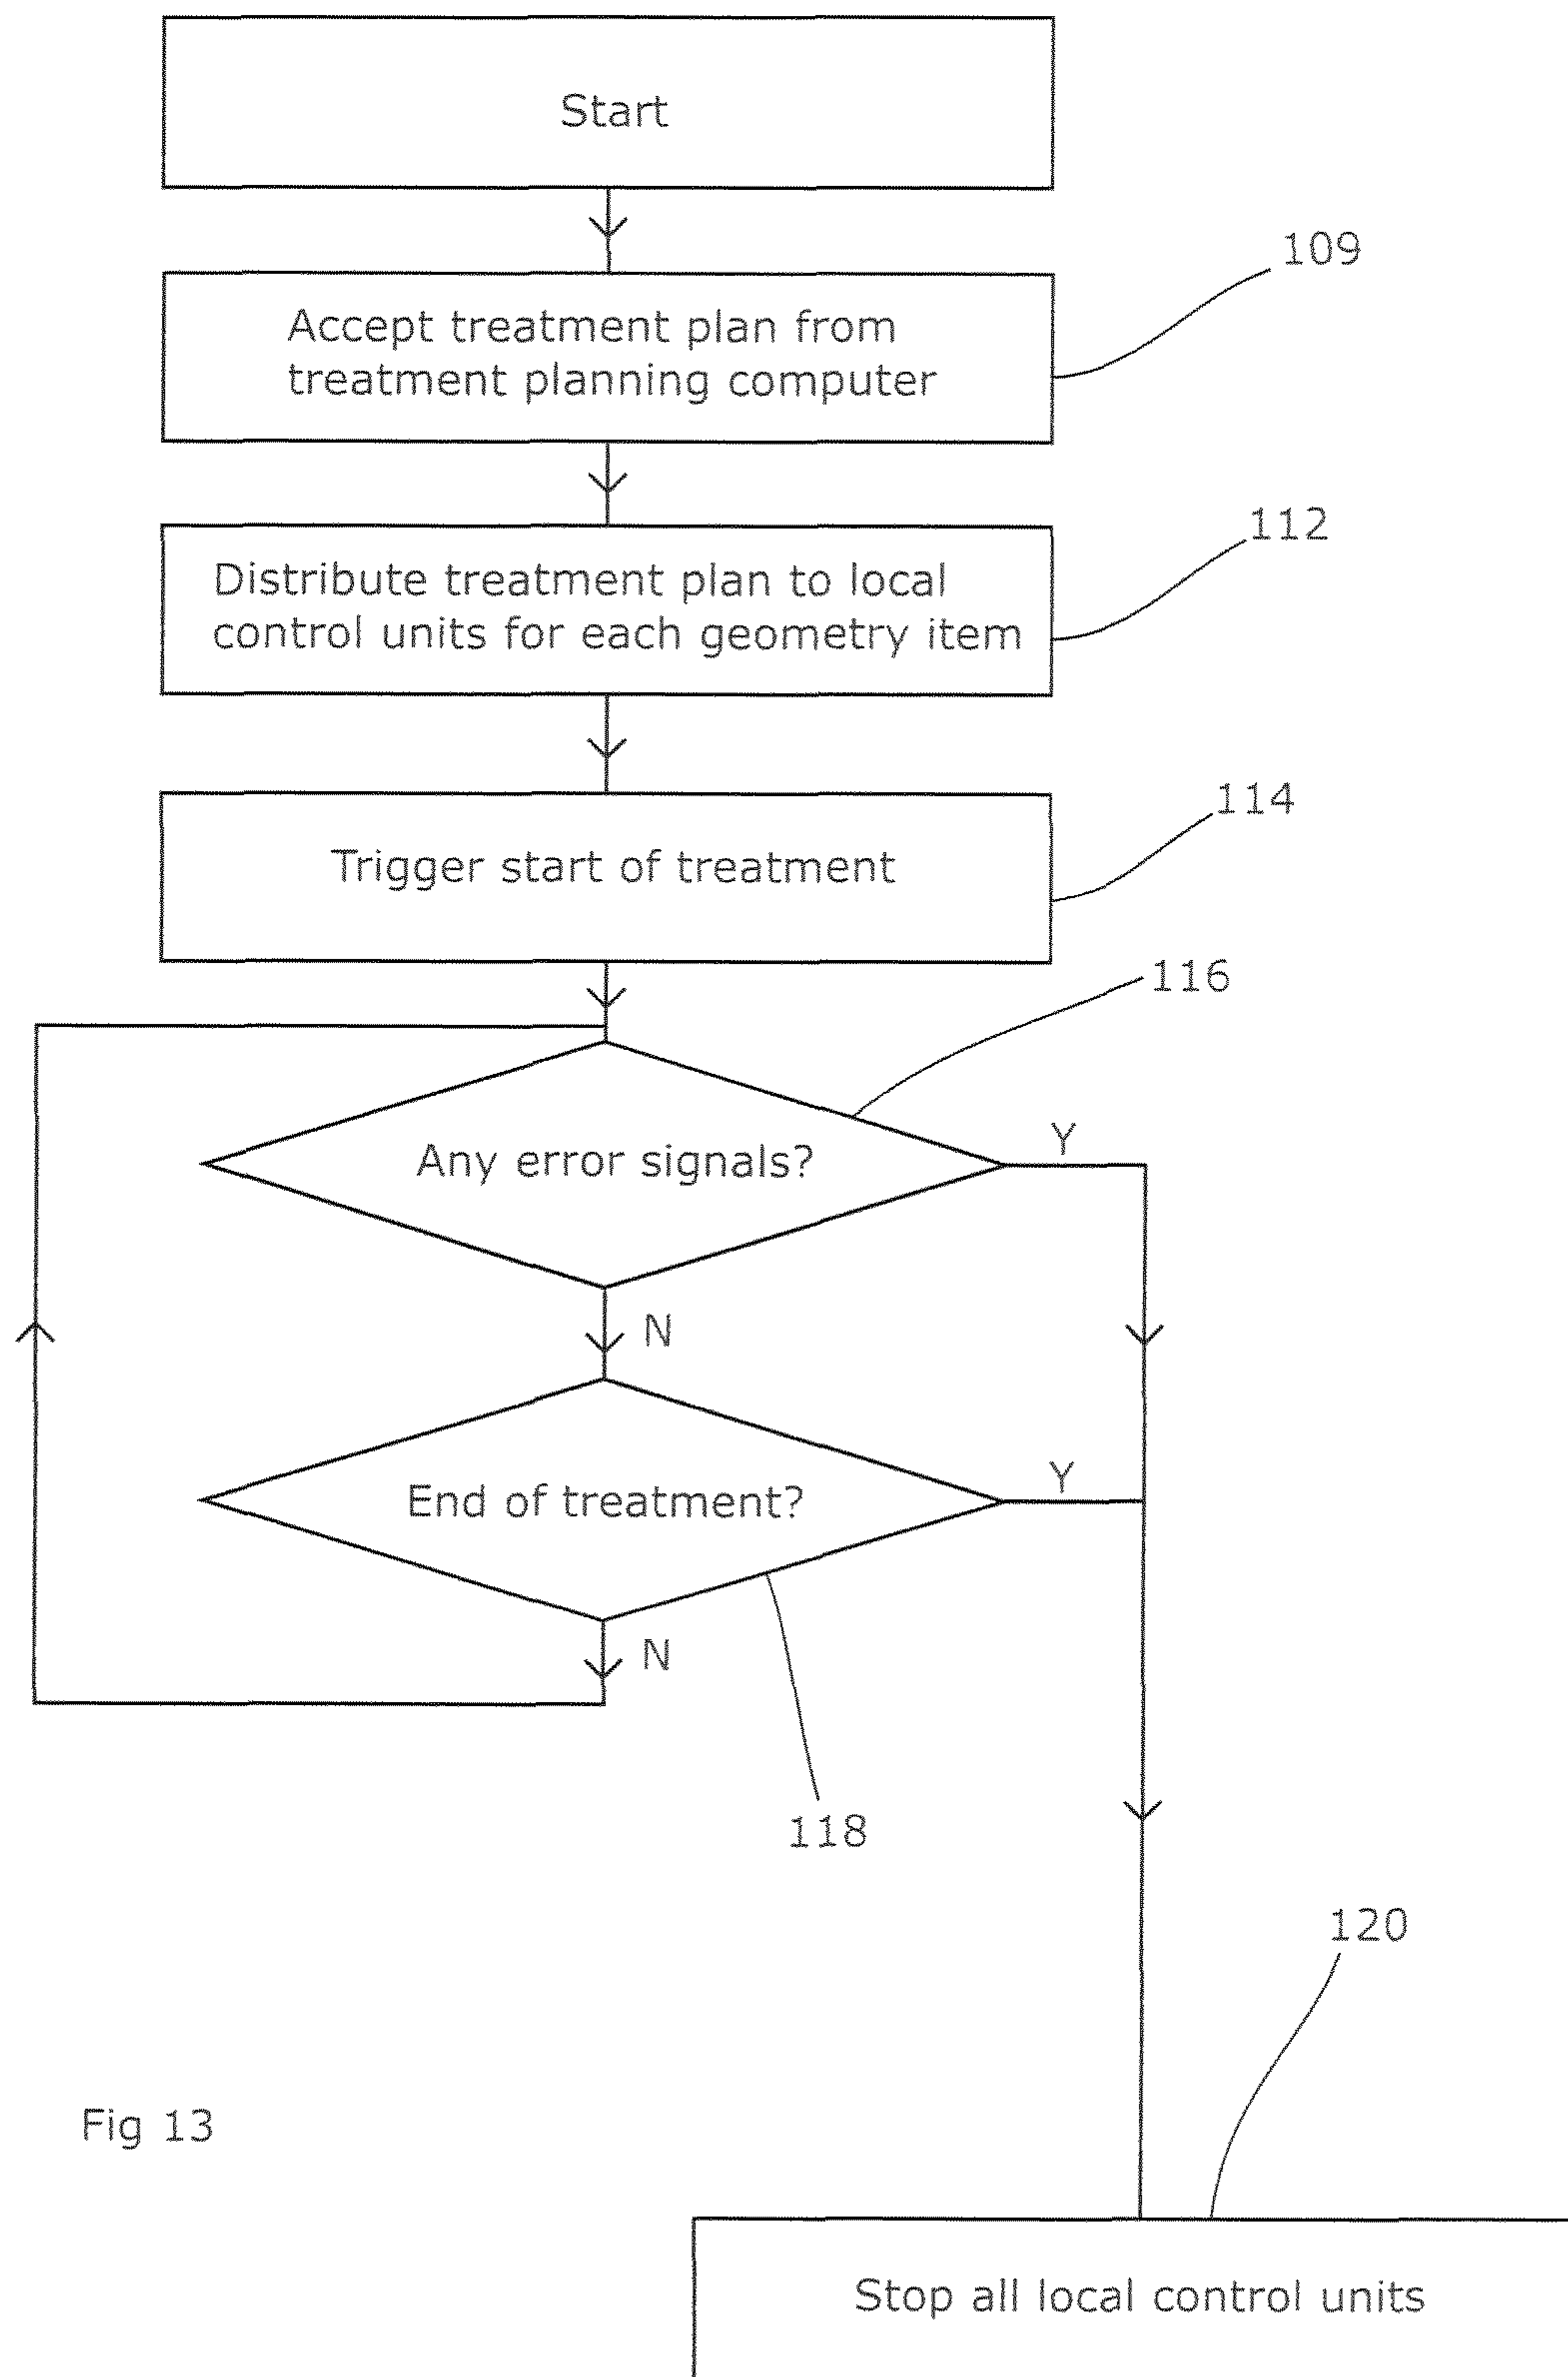 Start
109
Accept treatment plan from
treatment planning computer
112
Distribute treatment plan to local
control units for each geometry item
114
Trigger start of treatment
116
Any error signals?
Y
N
End of treatment?
Y
N
118
120
Fig 13
Stop all local control units